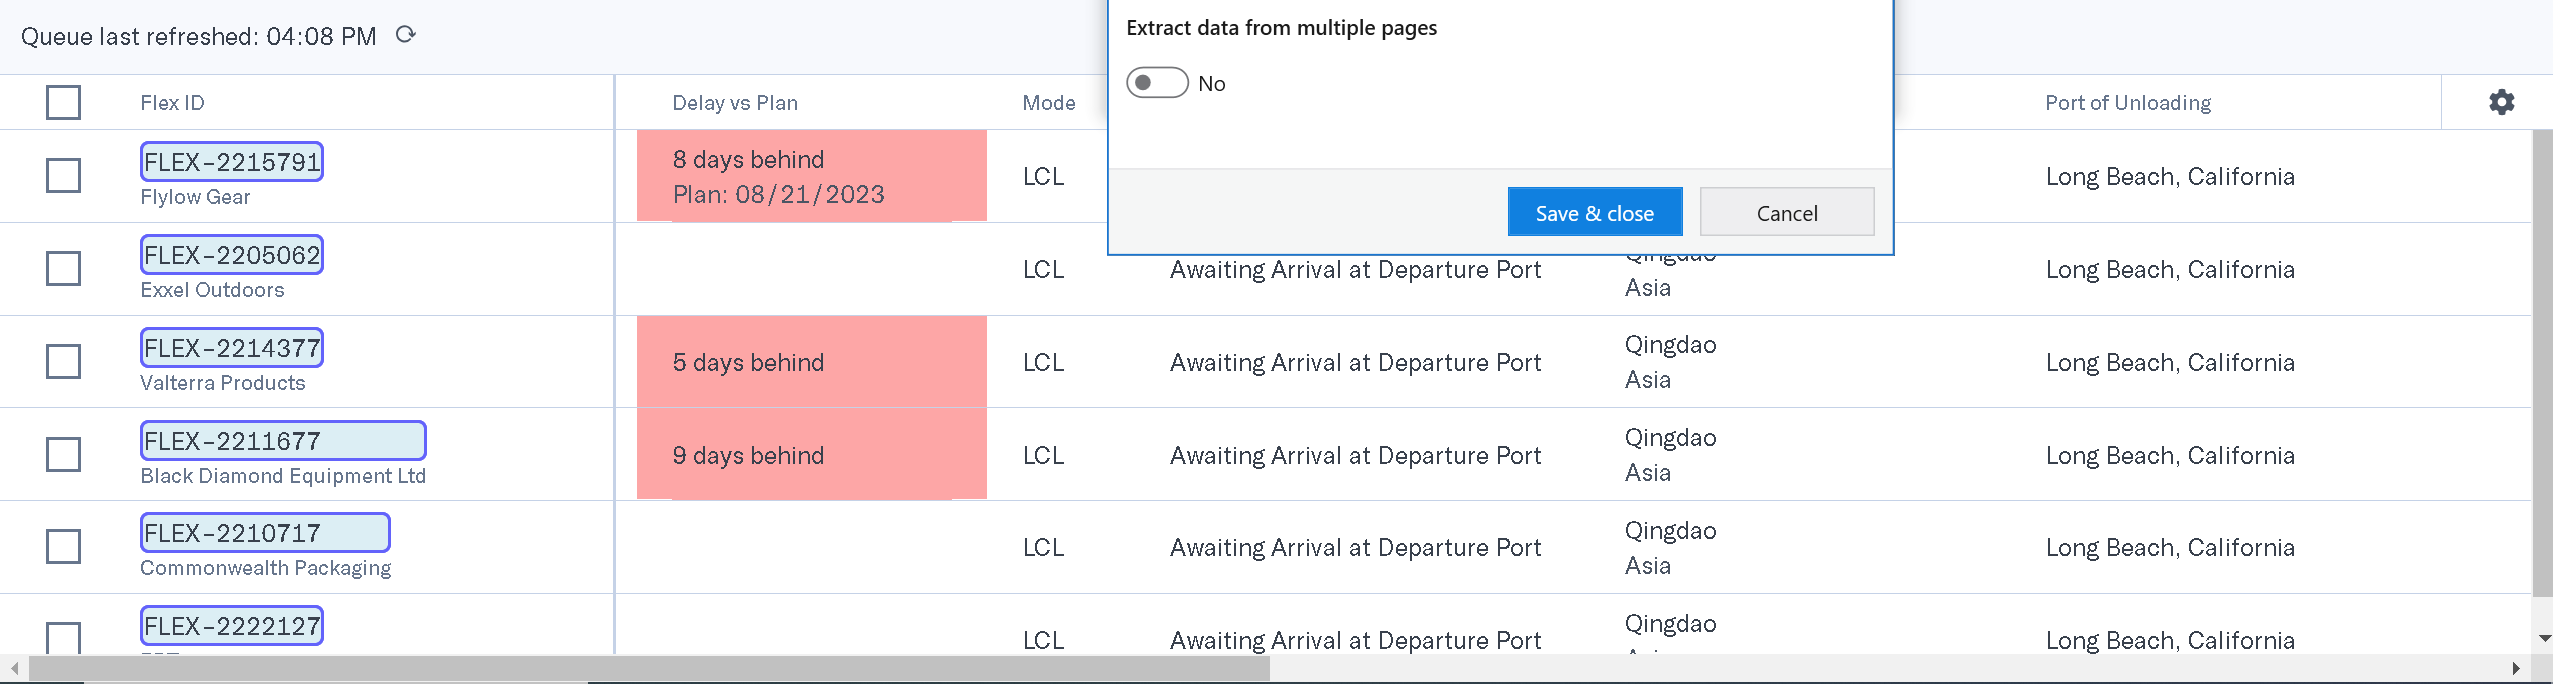 Queue last refreshed: 04:08 PM
Extract data from multiple pages
No
Save & close
Cancel
Flex ID
Delay vs Plan
Mode
Port of Unloading
FLEX-2215791
Flylow Gear
8 days behind
Plan: 08/21/2023
LCL
Long Beach, California
FLEX-2205062
Exxel Outdoors
LCL
Awaiting Arrival at Departure Port
Qingdao
Asia
Long Beach, California
FLEX-2214377
Valterra Products
5 days behind
LCL
Awaiting Arrival at Departure Port
Qingdao
Asia
Long Beach, California
FLEX-2211677
Black Diamond Equipment Ltd
9 days behind
LCL
Awaiting Arrival at Departure Port
Qingdao
Asia
Long Beach, California
FLEX-2210717
Commonwealth Packaging
LCL
Awaiting Arrival at Departure Port
Qingdao
Asia
Long Beach, California
FLEX-2222127
LCL
Awaiting Arrival at Departure Port
Qingdao
Long Beach, California